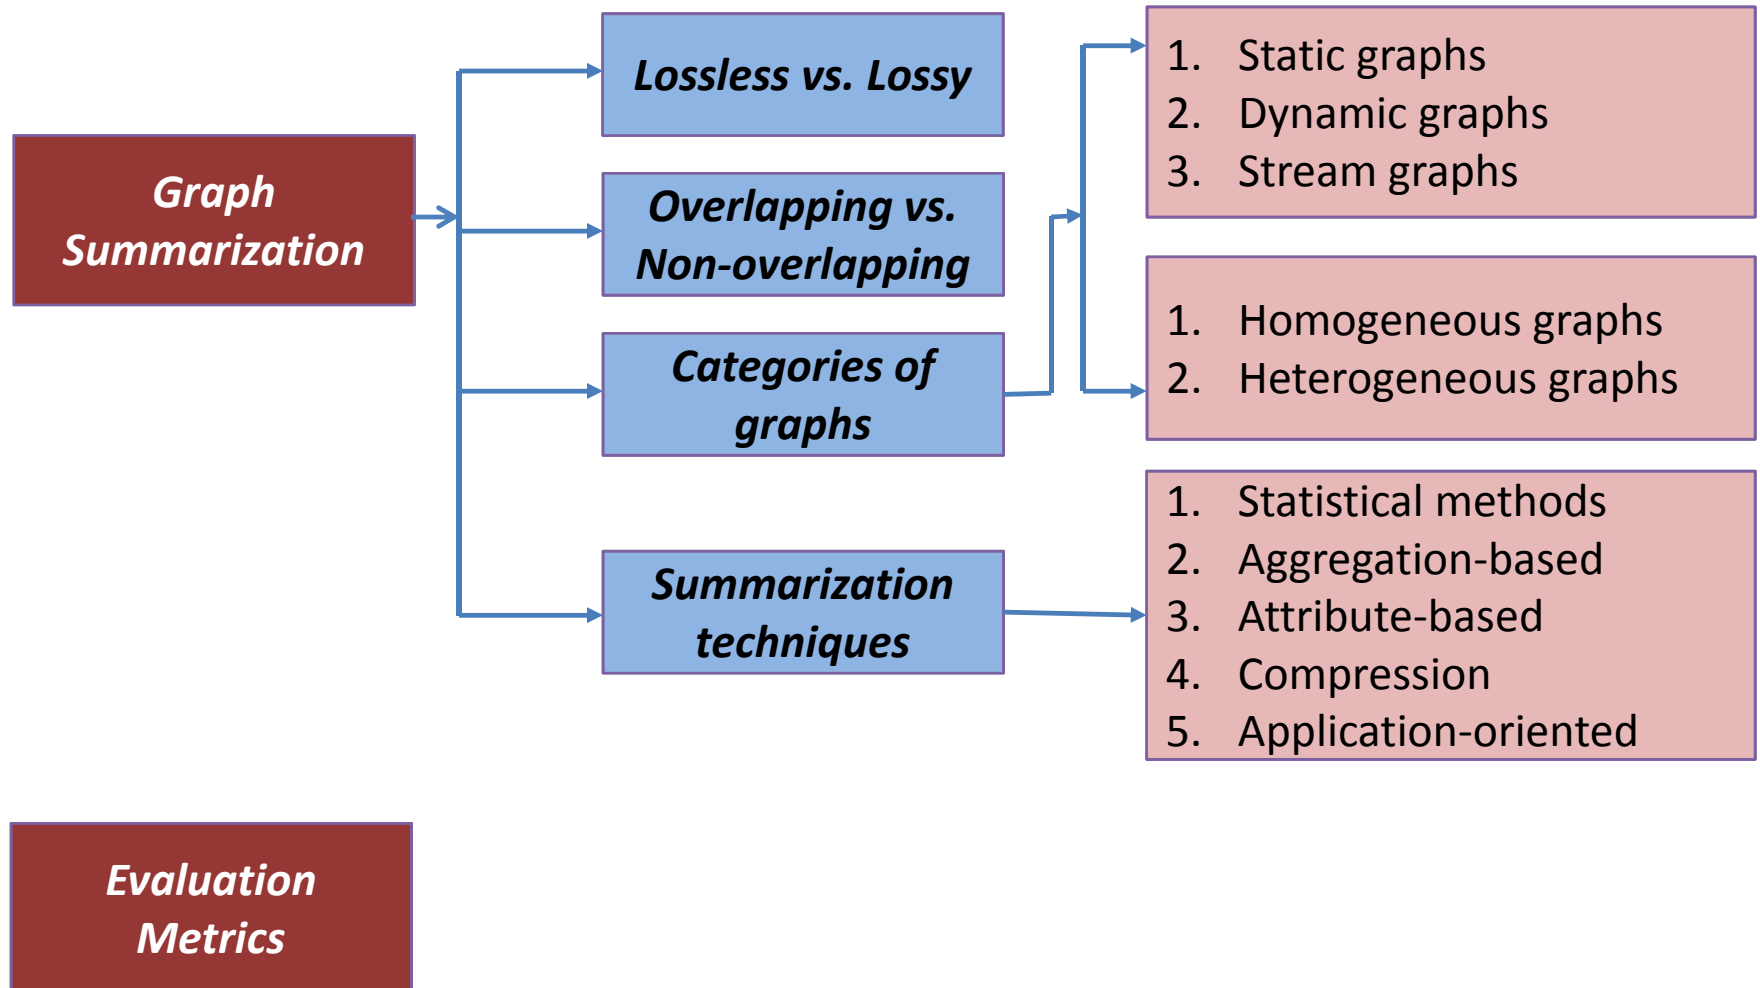 Graph
Summarization
Lossless vs. Lossy
Overlapping vs.
Non-overlapping
Categories of
graphs
Summarization
techniques
1. Static graphs
2. Dynamic graphs
3. Stream graphs
1. Homogeneous graphs
2. Heterogeneous graphs
1. Statistical methods
2. Aggregation-based
3. Attribute-based
4. Compression
5. Application-oriented
Evaluation
Metrics